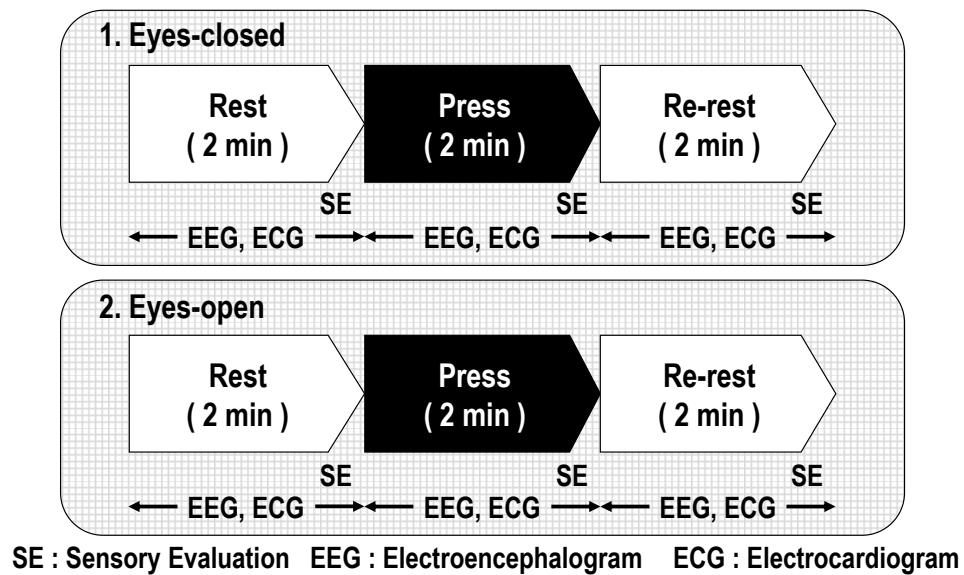 1. Eyes-closed
Rest Press Re-rest
( 2 min ) ( 2 min ) ( 2 min )
SE SE SE
EEG, ECG EEG, ECG EEG, ECG
2. Eyes-open
Rest Press Re-rest
( 2 min ) ( 2 min ) ( 2 min )
SE SE SE
EEG, ECG EEG, ECG EEG, ECG
SE : Sensory Evaluation EEG : Electroencephalogram ECG : Electrocardiogram